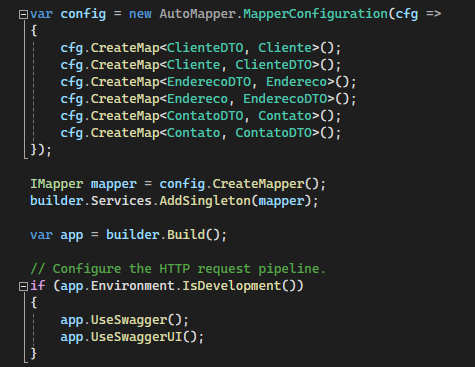 var config = new AutoMapper.MapperConfiguration(cfg =>
{
    cfg.CreateMap<ClienteDTO, Cliente>();
    cfg.CreateMap<Cliente, ClienteDTO>();
    cfg.CreateMap<EnderecoDTO, Endereco>();
    cfg.CreateMap<Endereco, EnderecoDTO>();
    cfg.CreateMap<ContatoDTO, Contato>();
    cfg.CreateMap<Contato, ContatoDTO>();
});
IMapper mapper = config.CreateMapper();
builder.Services.AddSingleton(mapper);
var app = builder.Build();
// Configure the HTTP request pipeline.
if (app.Environment.IsDevelopment())
{
    app.UseSwagger();
    app.UseSwaggerUI();
}